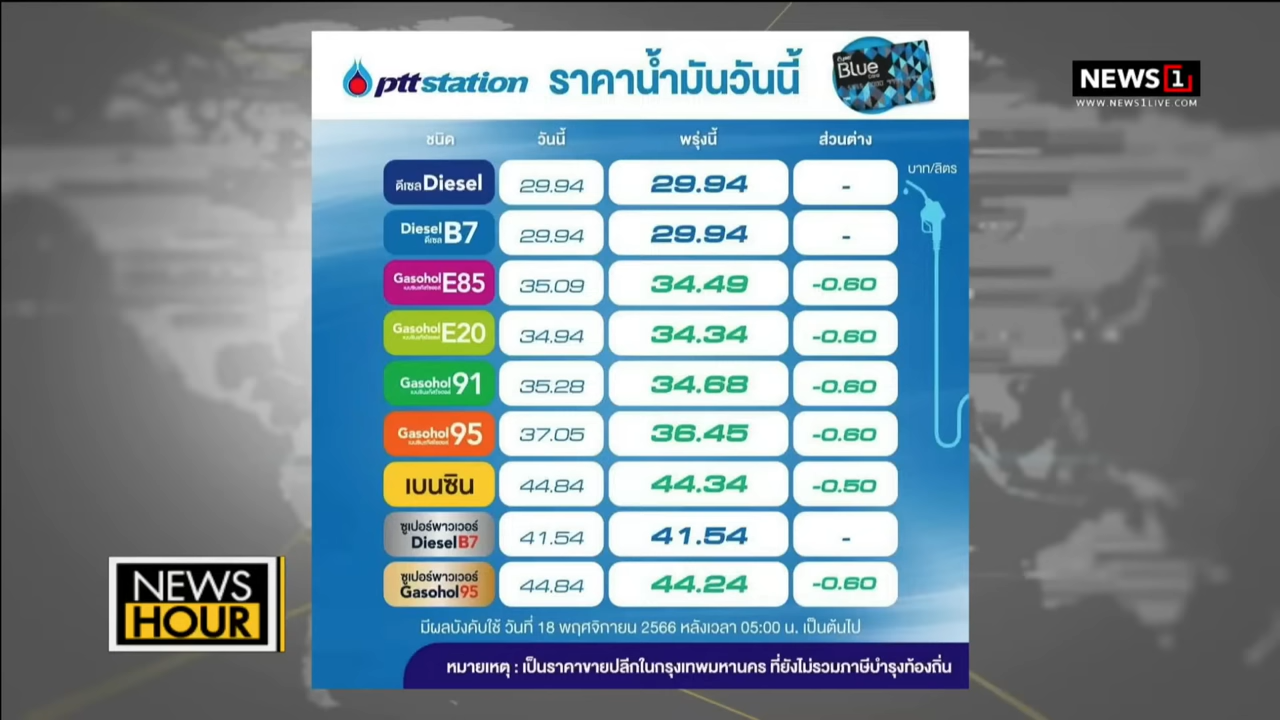 pttstation ราคาน้ำมันวันนี้
Blue
NEWS 1
WWW.NEWS1LIVE.COM
ชนิด วันนี้ พรุ่งนี้ ส่วนต่าง
บาท/ลิตร
ดีเซล Diesel 29.94 29.94 -
Diesel ดีเซล B7 29.94 29.94 -
Gasohol E85 35.09 34.49 -0.60
Gasohol E20 34.94 34.34 -0.60
Gasohol 91 35.28 34.68 -0.60
Gasohol 95 37.05 36.45 -0.60
เบนซิน 44.84 44.34 -0.50
ซูเปอร์พาวเวอร์ Diesel B7 41.54 41.54 -
ซูเปอร์พาวเวอร์ Gasohol 95 44.84 44.24 -0.60
มีผลบังคับใช้ วันที่ 18 พฤศจิกายน 2566 หลังเวลา 05:00 น. เป็นต้นไป
หมายเหตุ : เป็นราคาขายปลีกในกรุงเทพมหานคร ที่ยังไม่รวมภาษีบำรุงท้องถิ่น
NEWS
HOUR